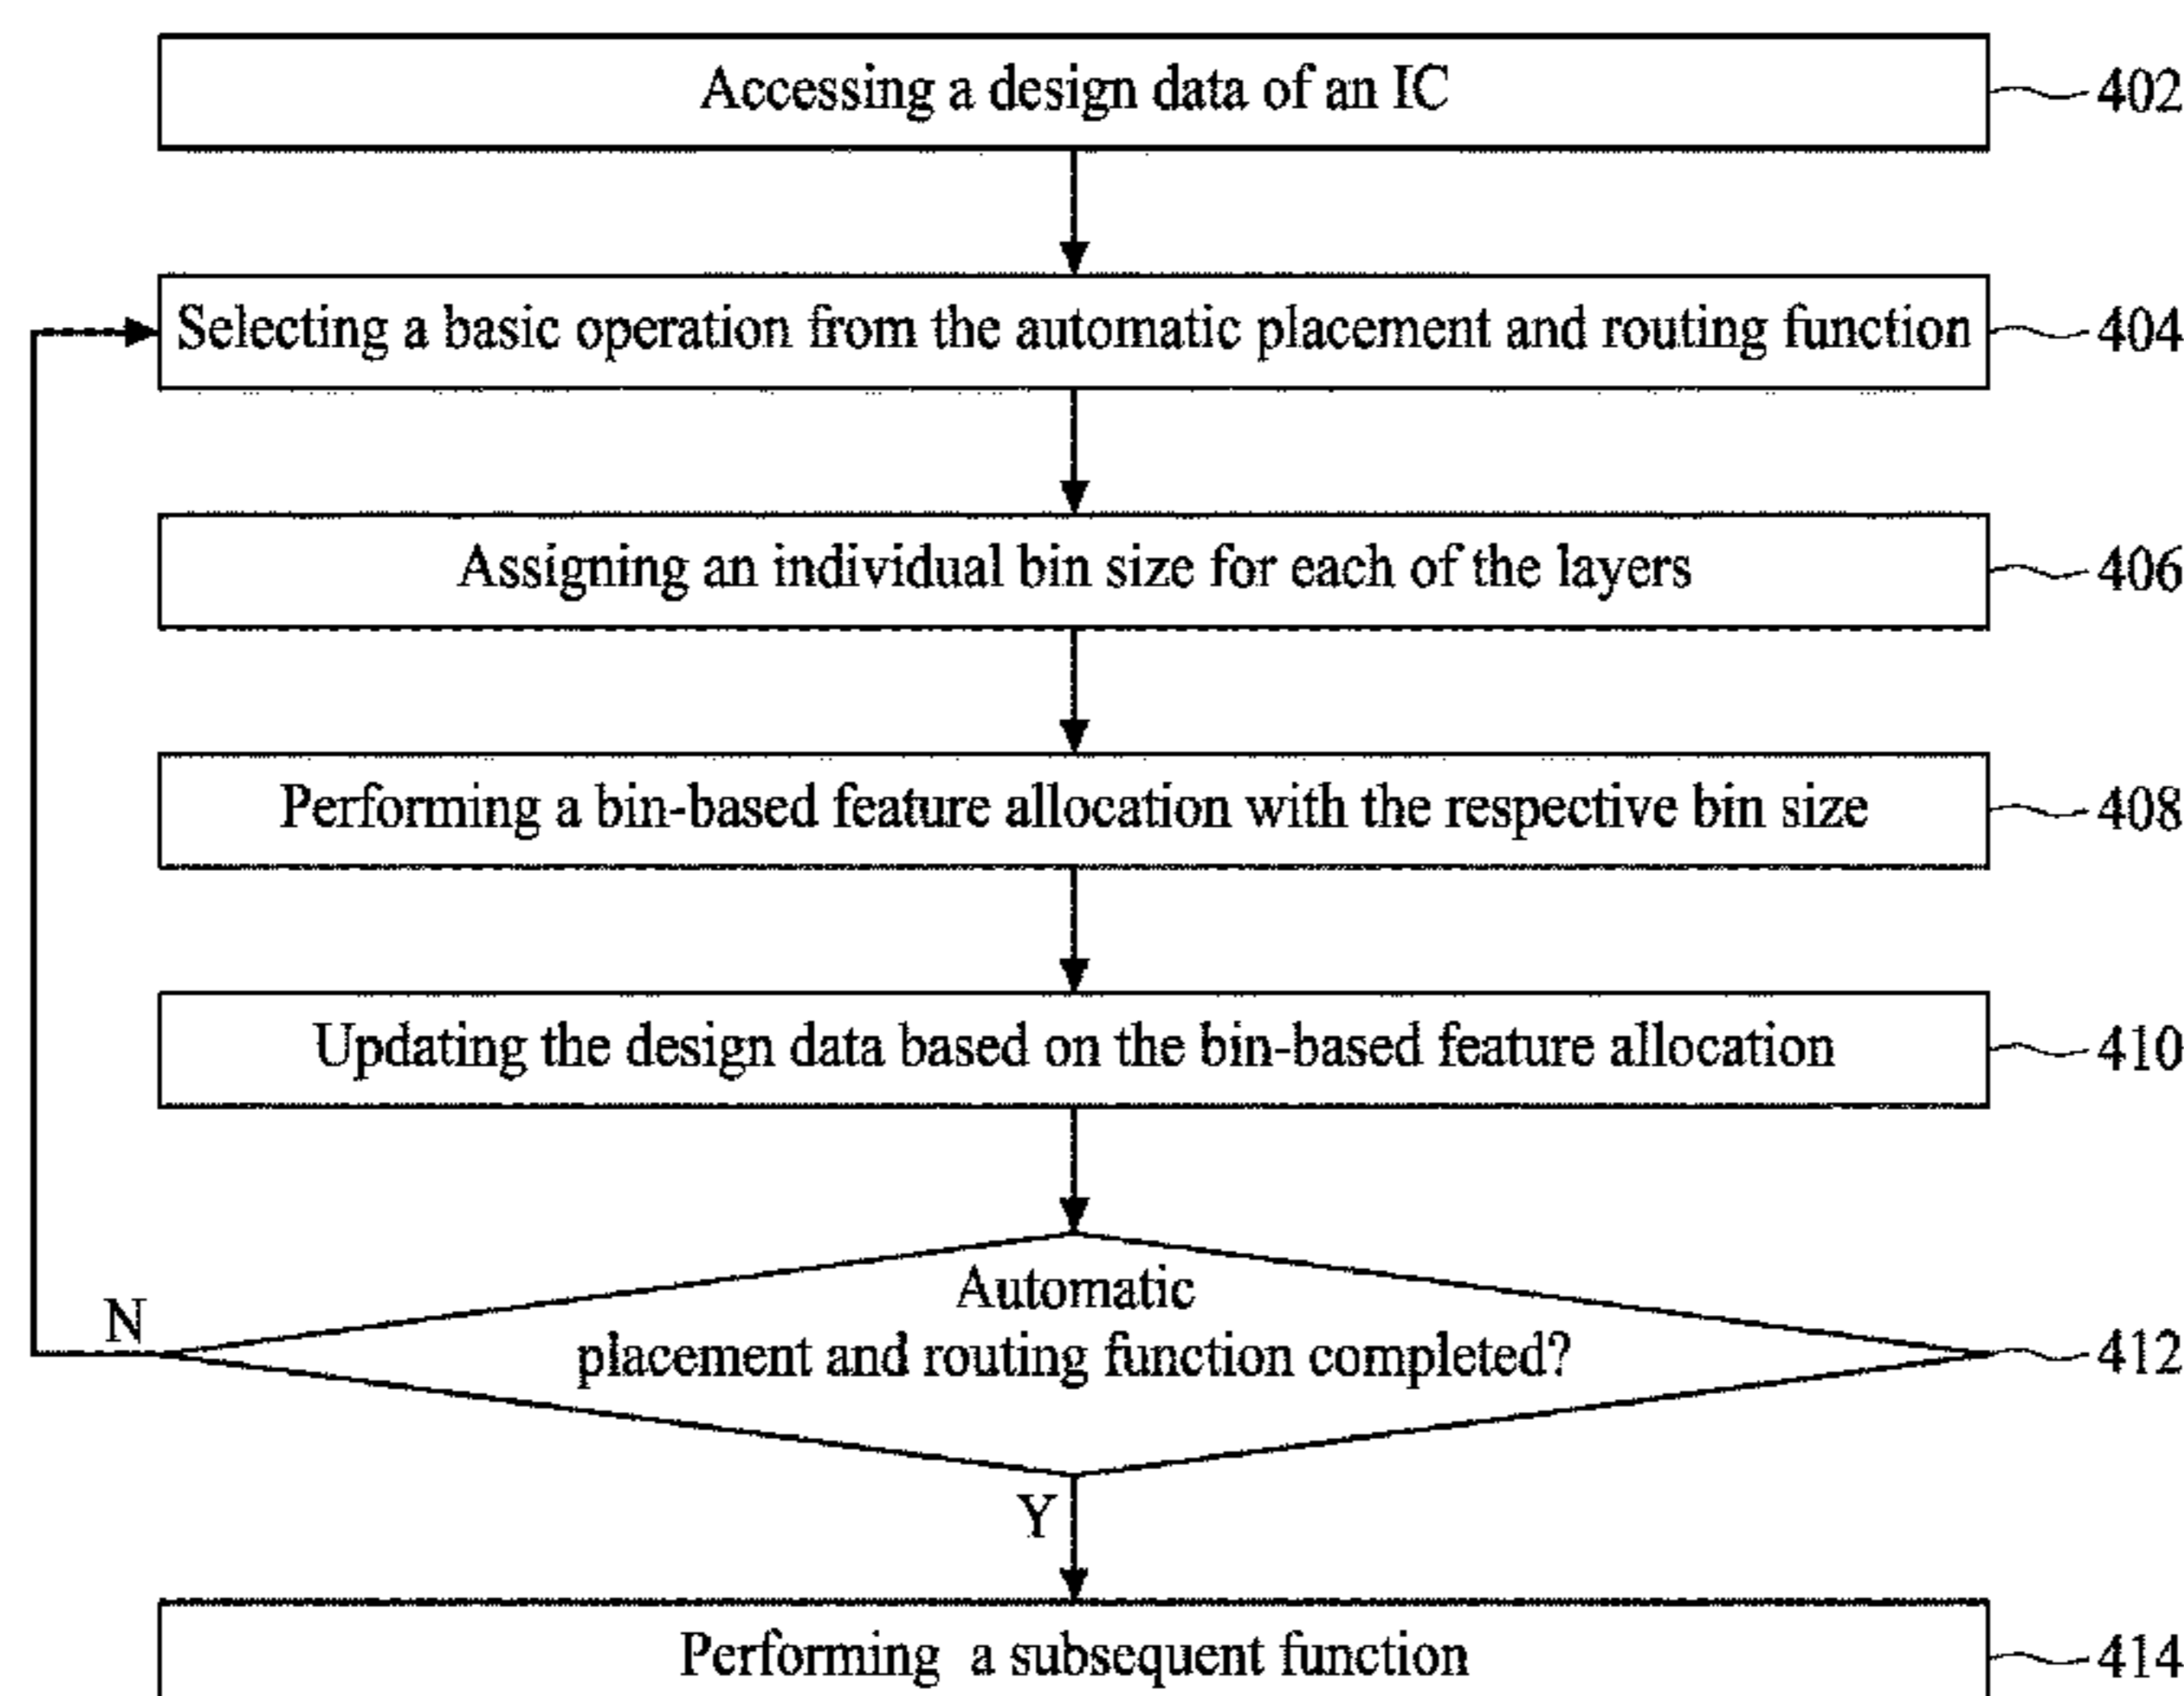 Accessing a design data of an IC
402
Selecting a basic operation from the automatic placement and routing function
404
Assigning an individual bin size for each of the layers
406
Performing a bin-based feature allocation with the respective bin size
408
Updating the design data based on the bin-based feature allocation
410
N
Automatic
placement and routing function completed?
412
Y
Performing a subsequent function
414